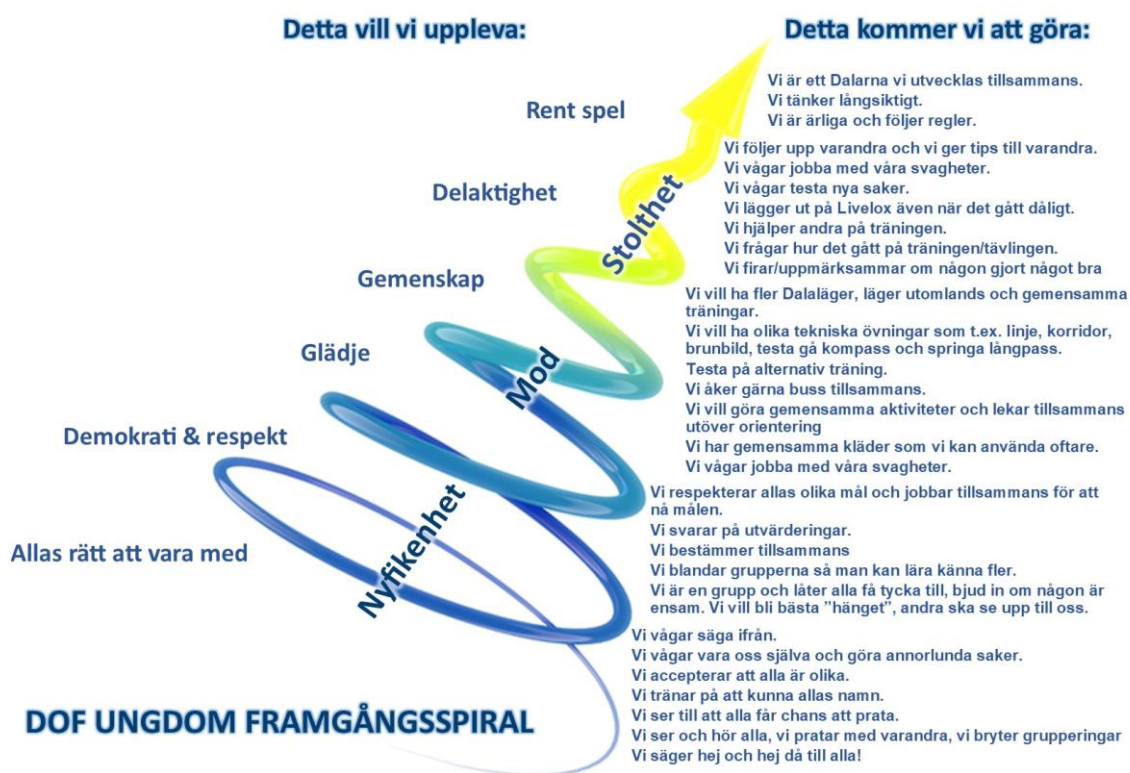 Detta vill vi uppleva:
Detta kommer vi att göra:
Rent spel
Delaktighet
Gemenskap
Glädje
Demokrati & respekt
Allas rätt att vara med
Stolthet
Mod
Nyfikenhet
Vi är ett Dalarna vi utvecklas tillsammans.
Vi tänker långsiktigt.
Vi är ärliga och följer regler.
Vi följer upp varandra och vi ger tips till varandra.
Vi vågar jobba med våra svagheter.
Vi vågar testa nya saker.
Vi lägger ut på Livelox även när det gått dåligt.
Vi hjälper andra på träningen.
Vi frågar hur det gått på träningen/tävlingen.
Vi firar/uppmärksammar om någon gjort något bra
Vi vill ha fler Dalaläger, läger utomlands och gemensamma
träningar.
Vi vill ha olika tekniska övningar som t.ex. linje, korridor,
brunbild, testa gå kompass och springa långpass.
Testa på alternativ träning.
Vi åker gärna buss tillsammans.
Vi vill göra gemensamma aktiviteter och lekar tillsammans
utöver orientering
Vi har gemensamma kläder som vi kan använda oftare.
Vi vågar jobba med våra svagheter.
Vi respekterar allas olika mål och jobbar tillsammans för att
nå målen.
Vi svarar på utvärderingar.
Vi bestämmer tillsammans
Vi blandar grupperna så man kan lära känna fler.
Vi är en grupp och låter alla få tycka till, bjud in om någon är
ensam. Vi vill bli bästa ”hänget”, andra ska se upp till oss.
Vi vågar säga ifrån.
Vi vågar vara oss själva och göra annorlunda saker.
Vi accepterar att alla är olika.
Vi tränar på att kunna allas namn.
Vi ser till att alla får chans att prata.
Vi ser och hör alla, vi pratar med varandra, vi bryter grupperingar
Vi säger hej och hej då till alla!
DOF UNGDOM FRAMGÅNGSSPIRAL